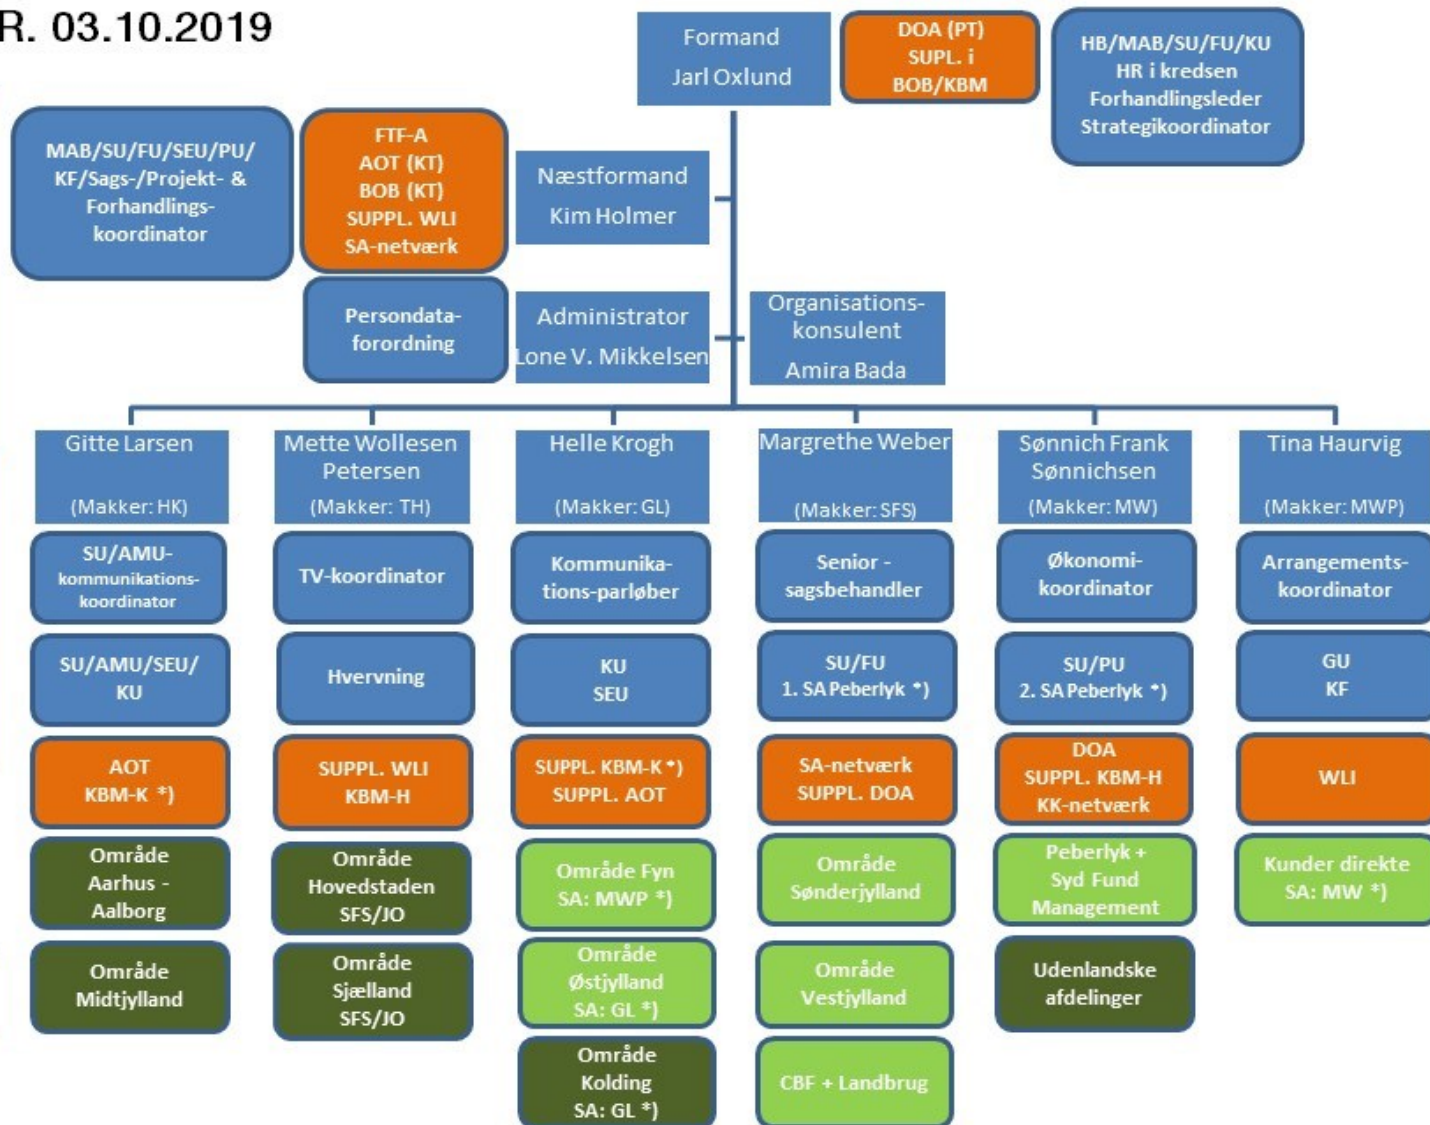 R. 03.10.2019
Formand
Jarl Oxlund
DOA (PT)
SUPL. i
BOB/KBM
HB/MAB/SU/FU/KU
HR i kredsen
Forhandlingsleder
Strategikoordinator
MAB/SU/FU/SEU/PU/
KF/Sags-/Projekt- &
Forhandlings-
koordinator
FTF-A
AOT (KT)
BOB (KT)
SUPPL. WLI
SA-netværk
Næstformand
Kim Holmer
Persondata-
forordning
Administrator
Lone V. Mikkelsen
Organisations-
konsulent
Amira Bada
Gitte Larsen
(Makker: HK)
SU/AMU-
kommunikations-
koordinator
SU/AMU/SEU/
KU
AOT
KBM-K *)
Område
Aarhus -
Aalborg
Område
Midtjylland
Mette Wollesen
Petersen
(Makker: TH)
TV-koordinator
Hvervning
SUPPL. WLI
KBM-H
Område
Hovedstaden
SFS/JO
Område
Sjælland
SFS/JO
Helle Krogh
(Makker: GL)
Kommunika-
tions-parløber
KU
SEU
SUPPL. KBM-K *)
SUPPL. AOT
Område Fyn
SA: MWP *)
Område
Østjylland
SA: GL *)
Område
Kolding
SA: GL *)
Margrethe Weber
(Makker: SFS)
Senior -
sagsbehandler
SU/FU
1. SA Peberlyk *)
SA-netværk
SUPPL. DOA
Område
Sønderjylland
Område
Vestjylland
CBF + Landbrug
Sønnich Frank
Sønnichsen
(Makker: MW)
Økonomi-
koordinator
SU/PU
2. SA Peberlyk *)
DOA
SUPPL. KBM-H
KK-netværk
Peberlyk +
Syd Fund
Management
Udenlandske
afdelinger
Tina Haurvig
(Makker: MWP)
Arrangements-
koordinator
GU
KF
WLI
Kunder direkte
SA: MW *)